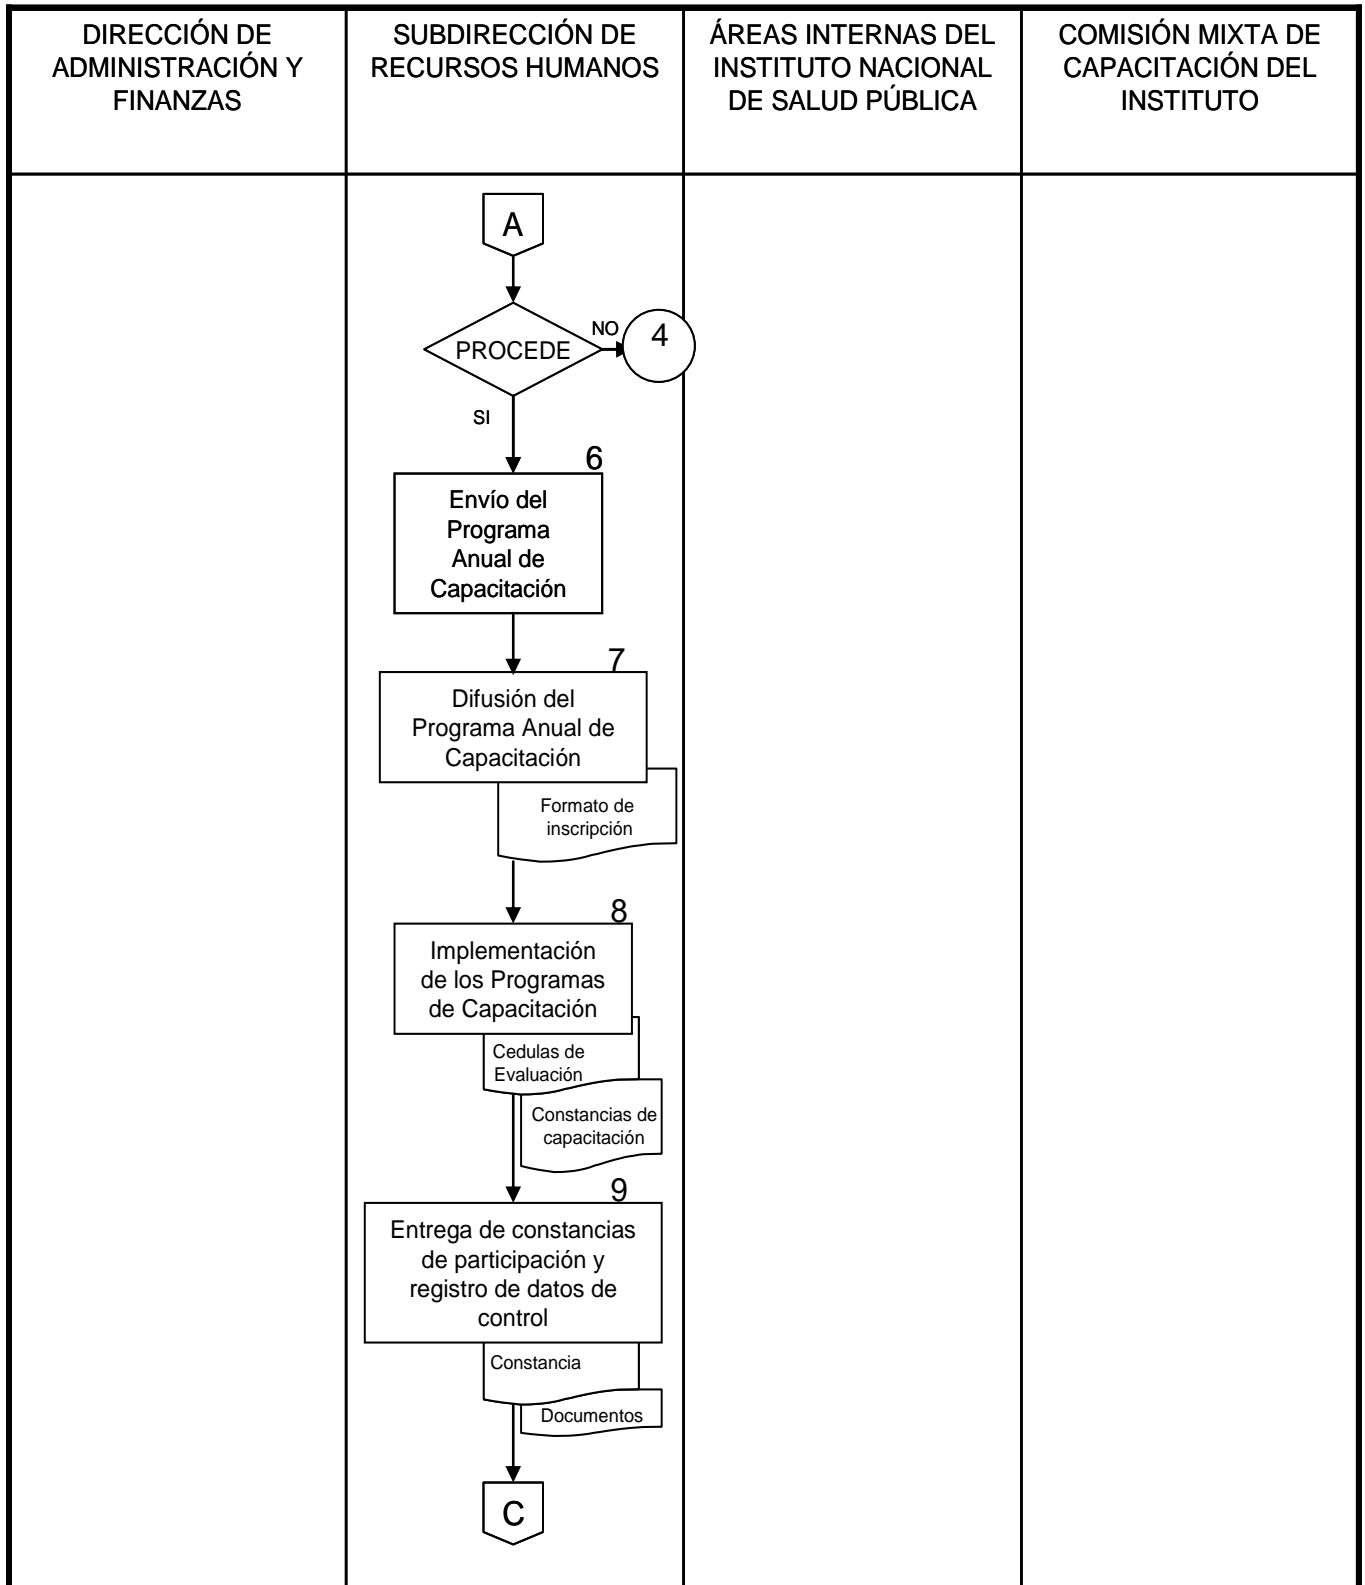 DIRECCIÓN DE
ADMINISTRACIÓN Y
FINANZAS
SUBDIRECCIÓN DE
RECURSOS HUMANOS
ÁREAS INTERNAS DEL
INSTITUTO NACIONAL
DE SALUD PÚBLICA
COMISIÓN MIXTA DE
CAPACITACIÓN DEL
INSTITUTO
A
PROCEDE
NO
4
SI
6
Envío del
Programa
Anual de
Capacitación
7
Difusión del
Programa Anual de
Capacitación
Formato de
inscripción
8
Implementación
de los Programas
de Capacitación
Cedulas de
Evaluación
Constancias de
capacitación
9
Entrega de constancias
de participación y
registro de datos de
control
Constancia
Documentos
C